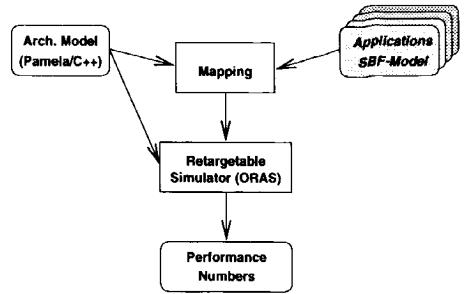 Arch. Model
(Pamela/C++)
Applications
SBF-Model
Mapping
Retargetable
Simulator (ORAS)
Performance
Numbers